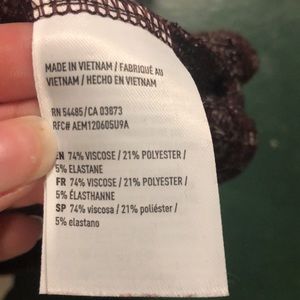 MADE IN VIETNAM / FABRIQUÉ AU
VIETNAM / HECHO EN VIETNAM
RN 54485/CA 03873
RFC# AEM120605U9A
EN 74% VISCOSE / 21% POLYESTER /
5% ELASTANE
FR 74% VISCOSE / 21% POLYESTER /
5% ÉLASTHANNE
SP 74% viscosa / 21% poliéster /
5% elastano